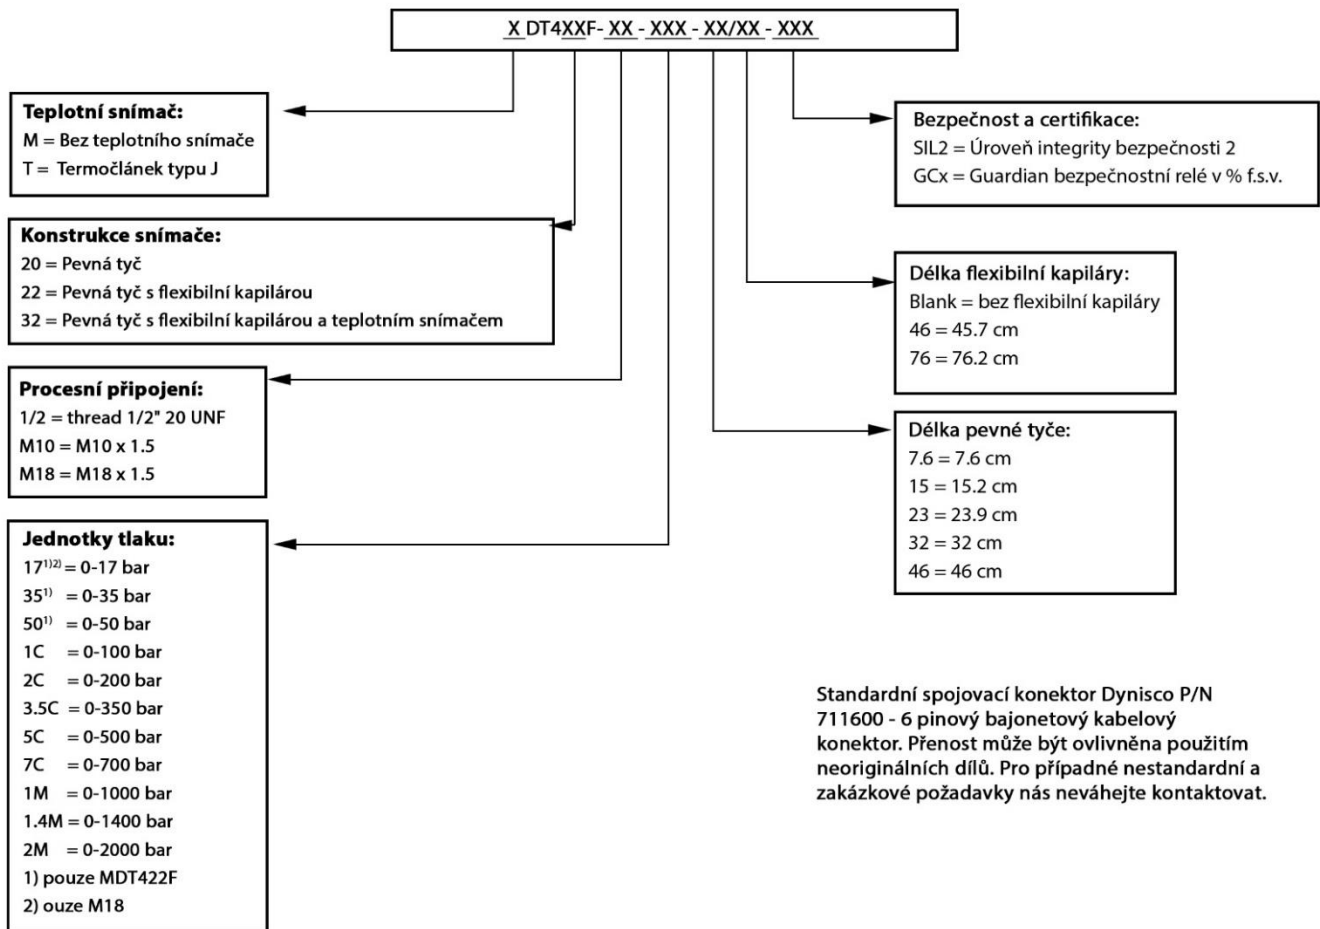 X DT4XXF- XX - XXX - XX/XX - XXX
Teplotní snímač:
M = Bez teplotního snímače
T = Termočlánek typu J
Konstrukce snímače:
20 = Pevná tyč
22 = Pevná tyč s flexibilní kapilárou
32 = Pevná tyč s flexibilní kapilárou a teplotním snímačem
Procesní připojení:
1/2 = thread 1/2" 20 UNF
M10 = M10 x 1.5
M18 = M18 x 1.5
Jednotky tlaku:
17¹⁾²⁾ = 0-17 bar
35¹⁾ = 0-35 bar
50¹⁾ = 0-50 bar
1C = 0-100 bar
2C = 0-200 bar
3.5C = 0-350 bar
5C = 0-500 bar
7C = 0-700 bar
1M = 0-1000 bar
1.4M = 0-1400 bar
2M = 0-2000 bar
1) pouze MDT422F
2) ouze M18
Bezpečnost a certifikace:
SIL2 = Úroveň integrity bezpečnosti 2
GCx = Guardian bezpečnostní relé v % f.s.v.
Délka flexibilní kapiláry:
Blank = bez flexibilní kapiláry
46 = 45.7 cm
76 = 76.2 cm
Délka pevné tyče:
7.6 = 7.6 cm
15 = 15.2 cm
23 = 23.9 cm
32 = 32 cm
46 = 46 cm
Standardní spojovací konektor Dynisco P/N
711600 - 6 pinový bajonetový kabelový
konektor. Přenost může být ovlivněna použitím
neoriginálních dílů. Pro případné nestandardní a
zakázkové požadavky nás neváhejte kontaktovat.